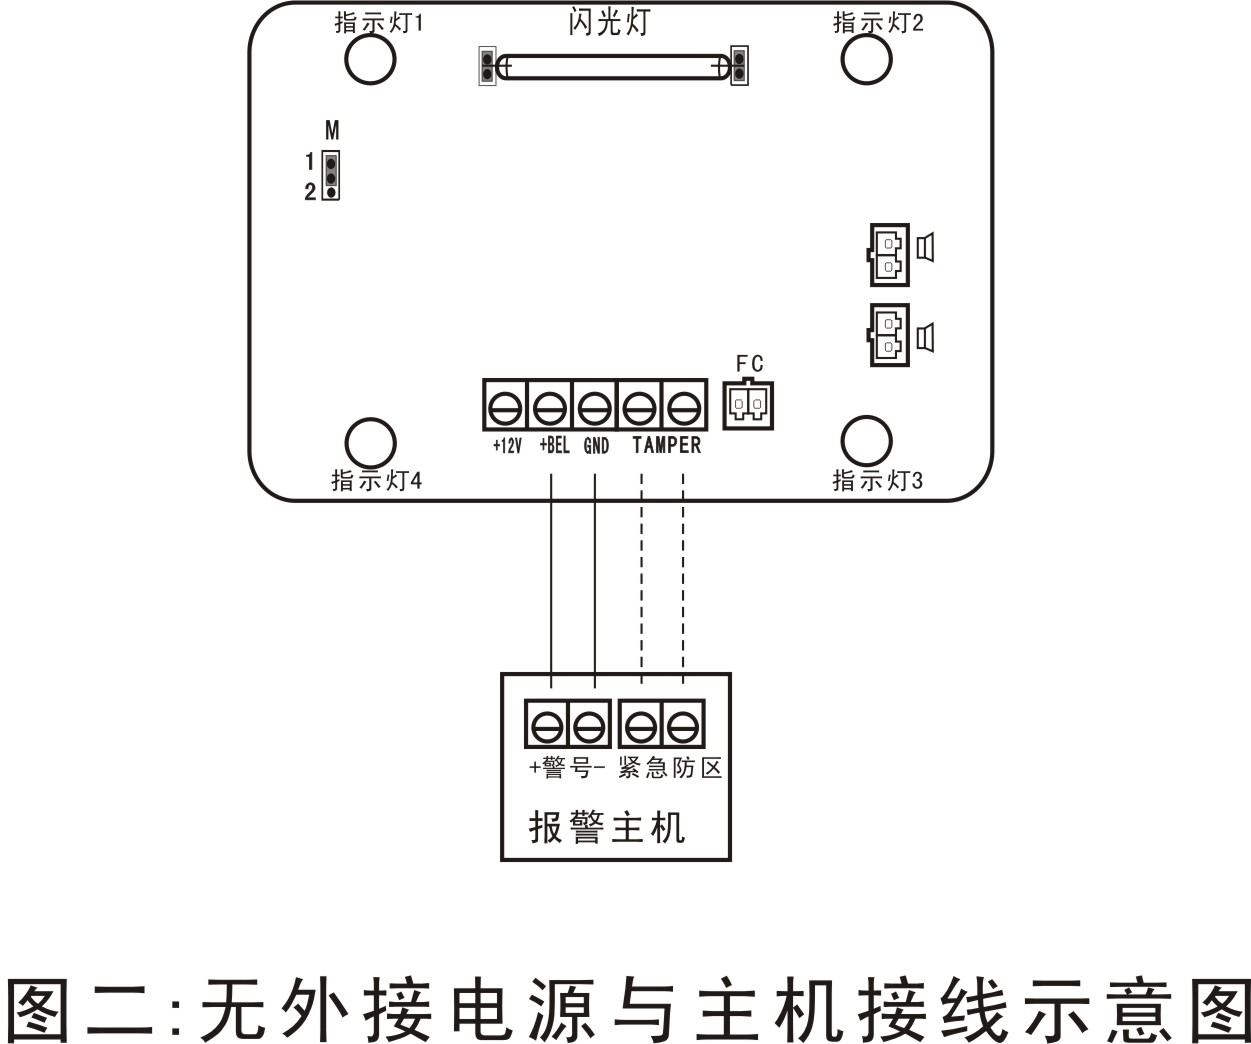 指示灯1 闪光灯 指示灯2
M
1
2
FC
+12V +BEL GND TAMPER
指示灯4 指示灯3
+警号- 紧急防区
报警主机
图二:无外接电源与主机接线示意图